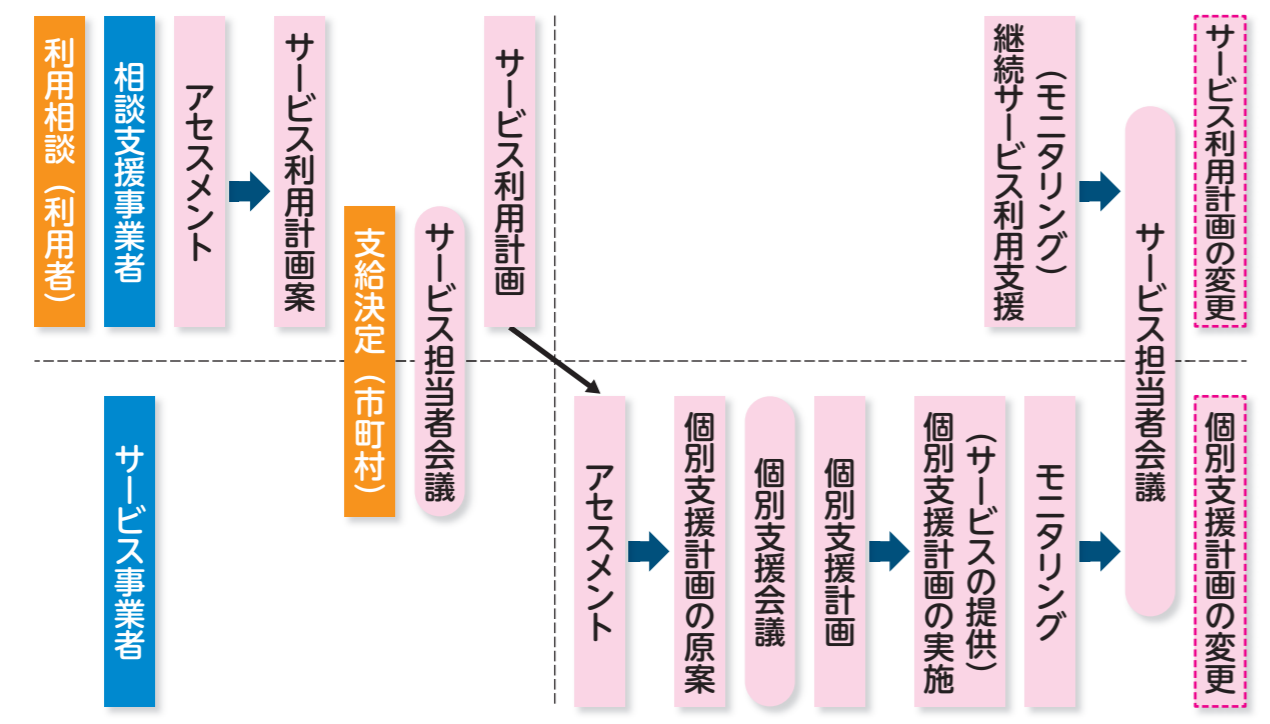 利用相談（利用者）
相談支援事業者
アセスメント
サービス利用計画案
支給決定（市町村）
サービス担当者会議
サービス利用計画
継続サービス利用支援
（モニタリング）
サービス担当者会議
サービス利用計画の変更
サービス事業者
アセスメント
個別支援計画の原案
個別支援会議
個別支援計画
個別支援計画の実施
（サービスの提供）
モニタリング
個別支援計画の変更